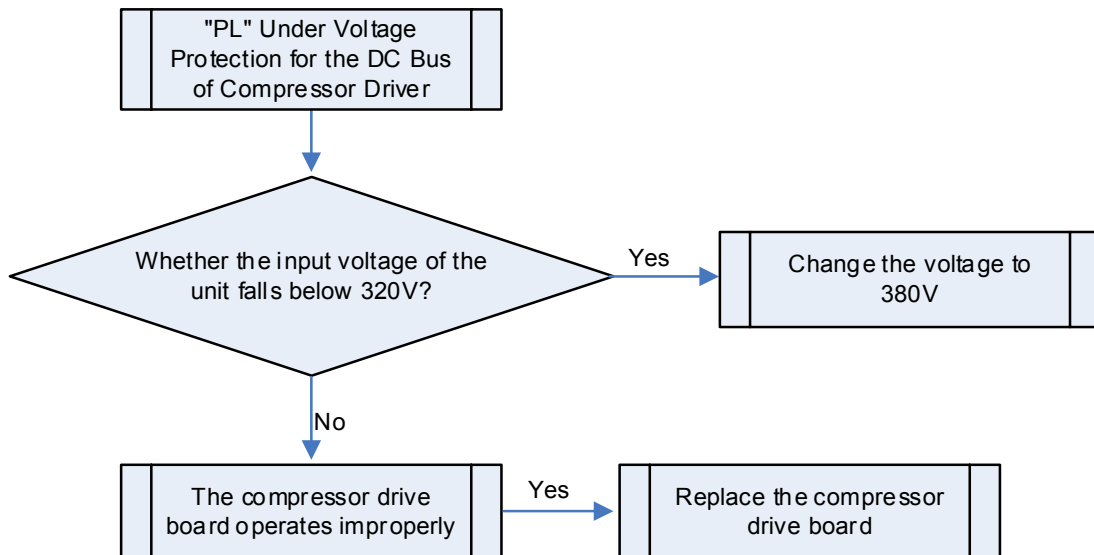 "PL" Under Voltage
Protection for the DC Bus
of Compressor Driver
Whether the input voltage of the
unit falls below 320V?
Yes
Change the voltage to
380V
No
The compressor drive
board operates improperly
Yes
Replace the compressor
drive board